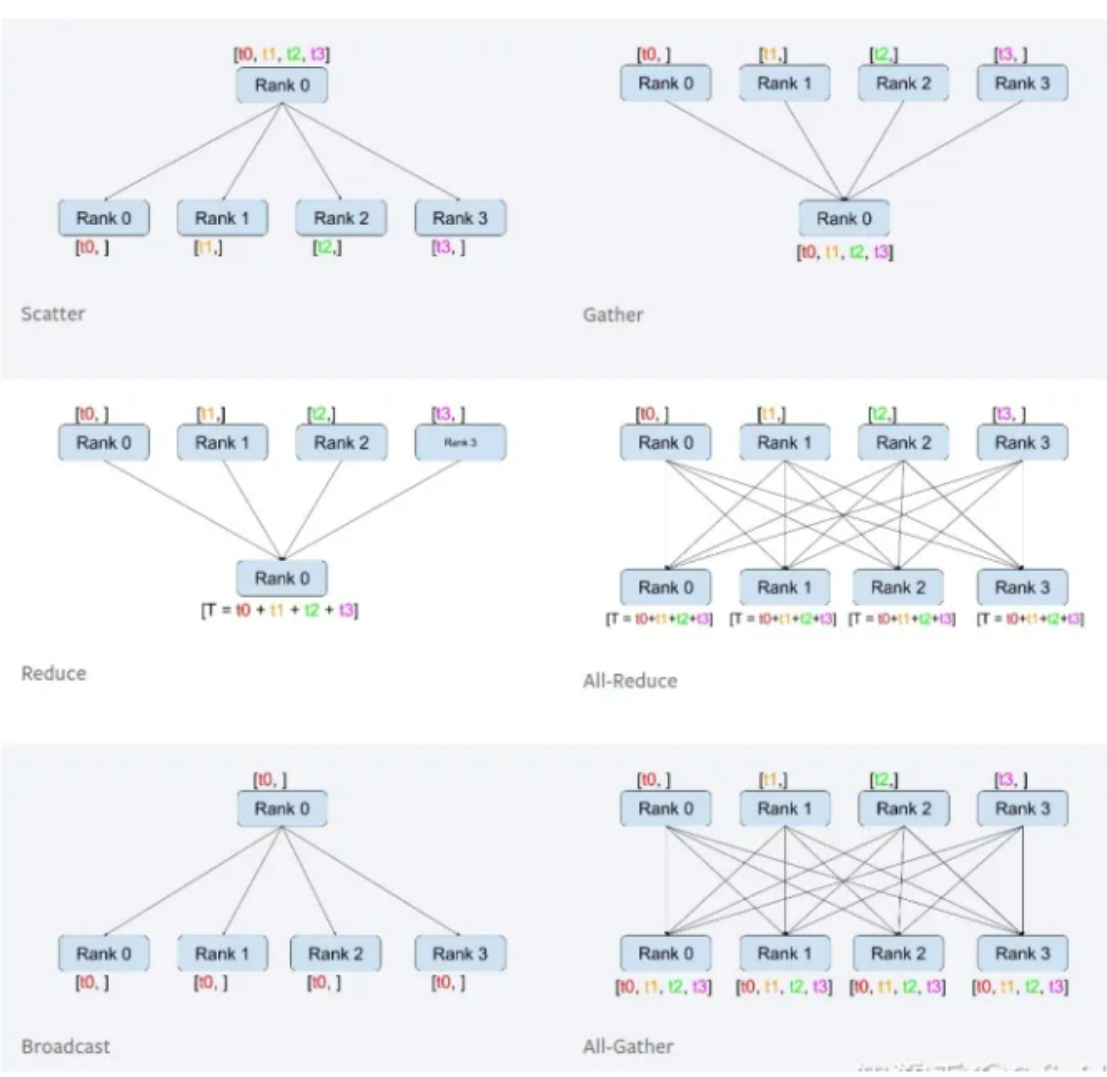 [t0, t1, t2, t3]
Rank 0
Rank 0 Rank 1 Rank 2 Rank 3
[t0, ] [t1,] [t2,] [t3, ]
Scatter
[t0, ] [t1,] [t2,] [t3, ]
Rank 0 Rank 1 Rank 2 Rank 3
Rank 0
[t0, t1, t2, t3]
Gather
[t0, ] [t1,] [t2,] [t3, ]
Rank 0 Rank 1 Rank 2 Rank 3
Rank 0
[T = t0 + t1 + t2 + t3]
Reduce
[t0, ] [t1,] [t2,] [t3, ]
Rank 0 Rank 1 Rank 2 Rank 3
Rank 0 Rank 1 Rank 2 Rank 3
[T = t0+t1+t2+t3] [T = t0+t1+t2+t3] [T = t0+t1+t2+t3] [T = t0+t1+t2+t3]
All-Reduce
[t0, ]
Rank 0
Rank 0 Rank 1 Rank 2 Rank 3
[t0, ] [t0, ] [t0, ] [t0, ]
Broadcast
[t0, ] [t1,] [t2,] [t3, ]
Rank 0 Rank 1 Rank 2 Rank 3
Rank 0 Rank 1 Rank 2 Rank 3
[t0, t1, t2, t3] [t0, t1, t2, t3] [t0, t1, t2, t3] [t0, t1, t2, t3]
All-Gather